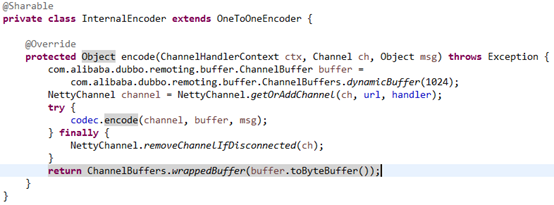 @Sharable
private class InternalEncoder extends OneToOneEncoder {
@Override
protected Object encode(ChannelHandlerContext ctx, Channel ch, Object msg) throws Exception {
com.alibaba.dubbo.remoting.buffer.ChannelBuffer buffer =
com.alibaba.dubbo.remoting.buffer.ChannelBuffers.dynamicBuffer(1024);
NettyChannel channel = NettyChannel.getOrAddChannel(ch, url, handler);
try {
codec.encode(channel, buffer, msg);
} finally {
NettyChannel.removeChannelIfDisconnected(ch);
}
return ChannelBuffers.wrappedBuffer(buffer.toByteBuffer());
}
}